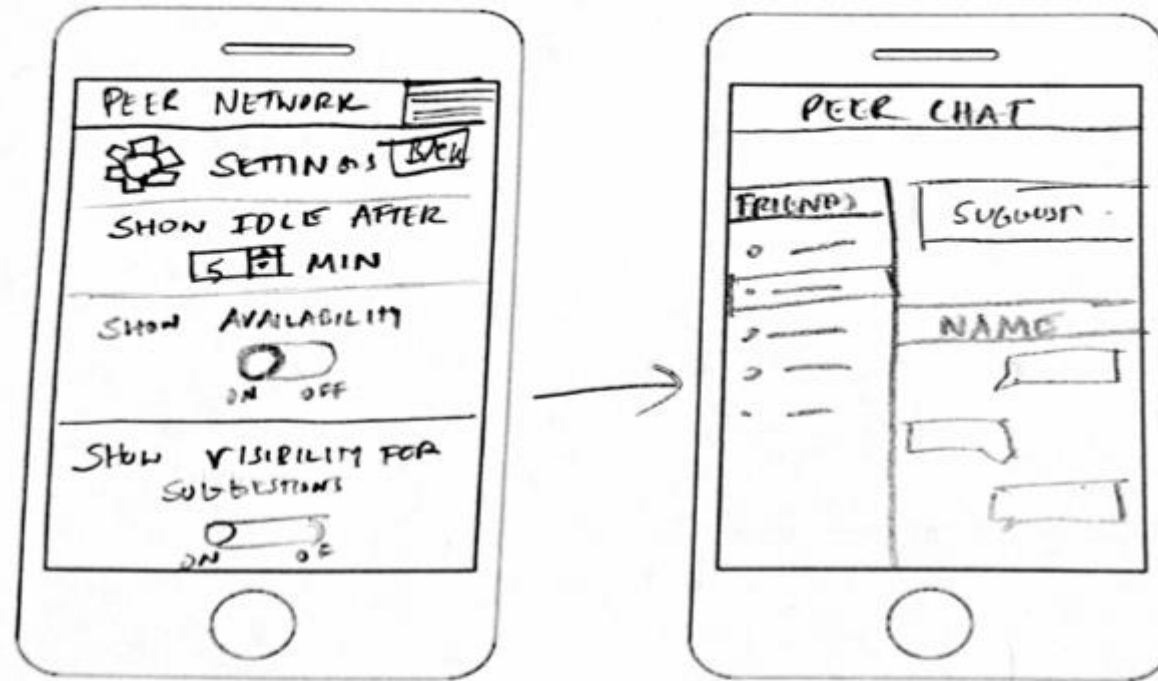 PEER NETWORK
SETTINGS BACK
SHOW IDLE AFTER
5 MIN
SHOW AVAILABILITY
ON OFF
SHOW VISIBILITY FOR
SUGGESTIONS
ON OFF
PEER CHAT
FRIENDS
SUGGEST
NAME